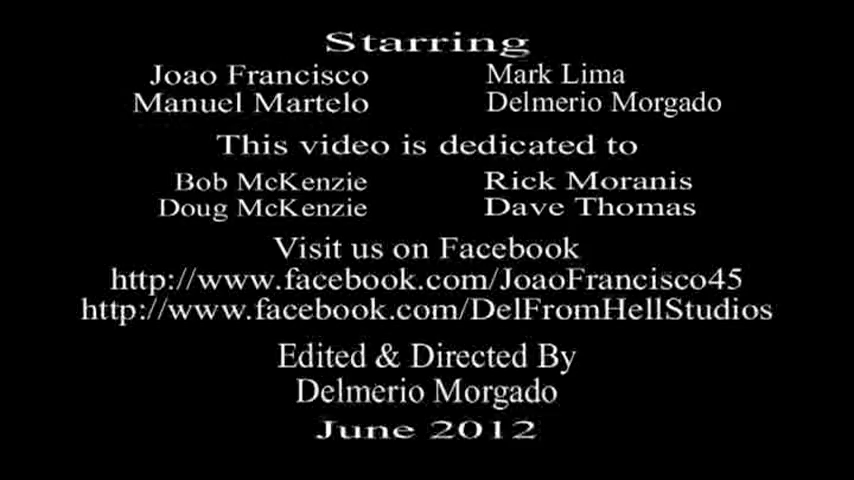 Starring
Joao Francisco Mark Lima
Manuel Martelo Delmerio Morgado
This video is dedicated to
Bob McKenzie Rick Moranis
Doug McKenzie Dave Thomas
Visit us on Facebook
http://www.facebook.com/JoaoFrancisco45
http://www.facebook.com/DelFromHellStudios
Edited & Directed By
Delmerio Morgado
June 2012